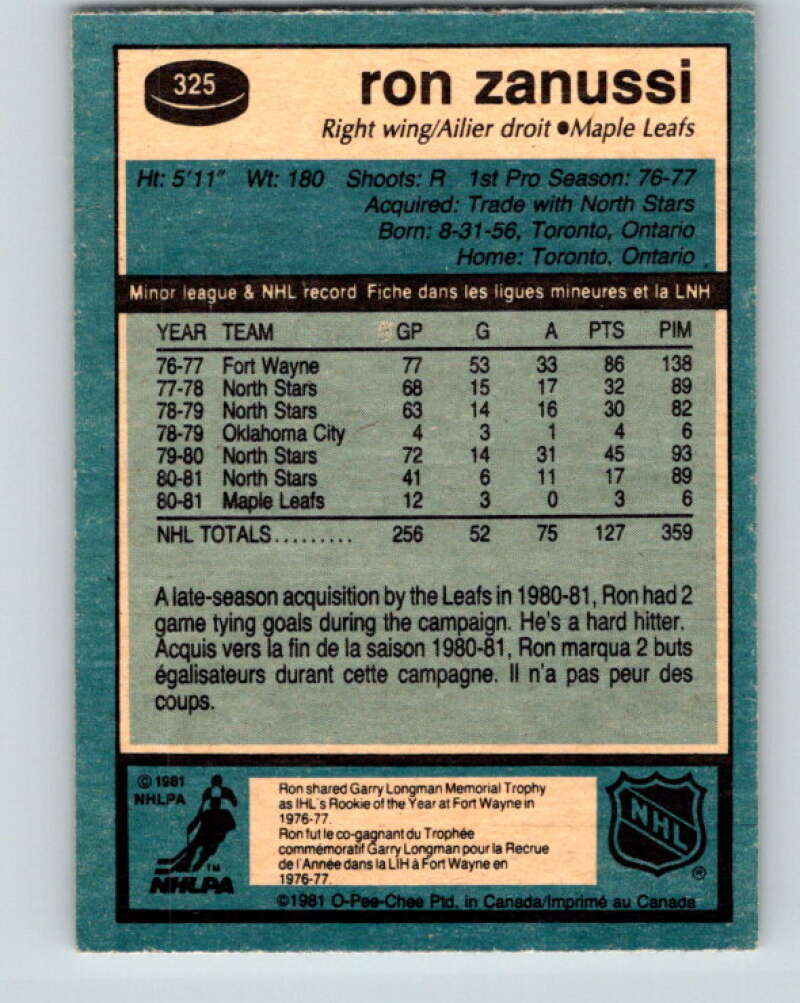 325
ron zanussi
Right wing/Ailier droit ●Maple Leafs
Ht: 5'11" Wt: 180 Shoots: R 1st Pro Season: 76-77
Acquired: Trade with North Stars
Born: 8-31-56, Toronto, Ontario
Home: Toronto, Ontario
Minor league & NHL record Fiche dans les ligues mineures et la LNH
YEAR TEAM GP G A PTS PIM
76-77 Fort Wayne 77 53 33 86 138
77-78 North Stars 68 15 17 32 89
78-79 North Stars 63 14 16 30 82
78-79 Oklahoma City 4 3 1 4 6
79-80 North Stars 72 14 31 45 93
80-81 North Stars 41 6 11 17 89
80-81 Maple Leafs 12 3 0 3 6
NHL TOTALS......... 256 52 75 127 359
A late-season acquisition by the Leafs in 1980-81, Ron had 2
game tying goals during the campaign. He's a hard hitter.
Acquis vers la fin de la saison 1980-81, Ron marqua 2 buts
égalisateurs durant cette campagne. Il n'a pas peur des
coups.
©1981
NHLPA
TM
NHLPA
Ron shared Garry Longman Memorial Trophy
as IHL's Rookie of the Year at Fort Wayne in
1976-77.
Ron fut le co-gagnant du Trophée
commémoratif Garry Longman pour la Recrue
de l'Année dans la LIH à Fort Wayne en
1976-77.
NHL
®
©1981 O-Pee-Chee Ptd. in Canada/Imprimé au Canada